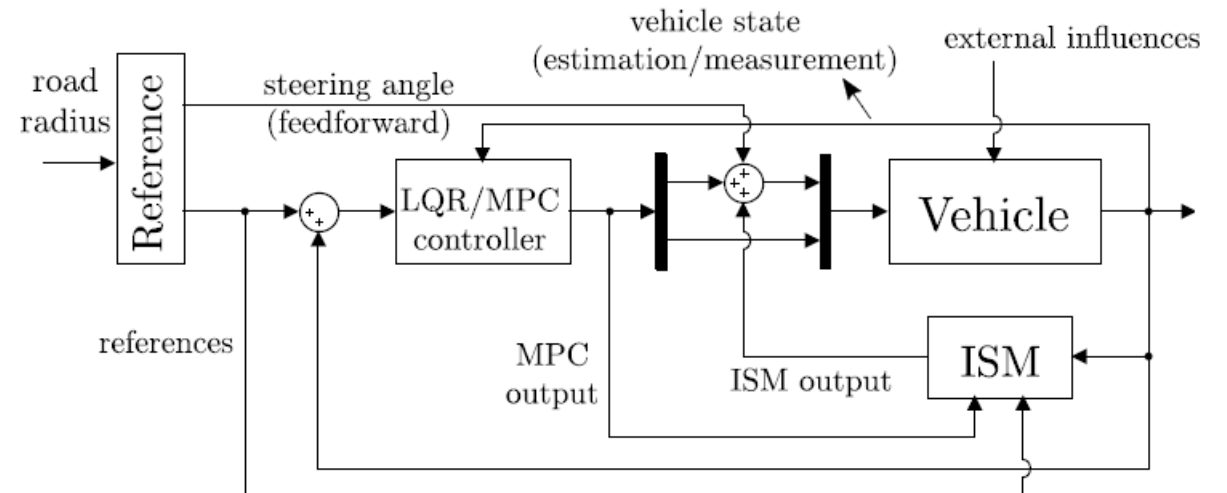 vehicle state
(estimation/measurement)
external influences
road
radius
Reference
steering angle
(feedforward)
+
+
+
+
+
LQR/MPC
controller
Vehicle
references
MPC
output
ISM output
ISM